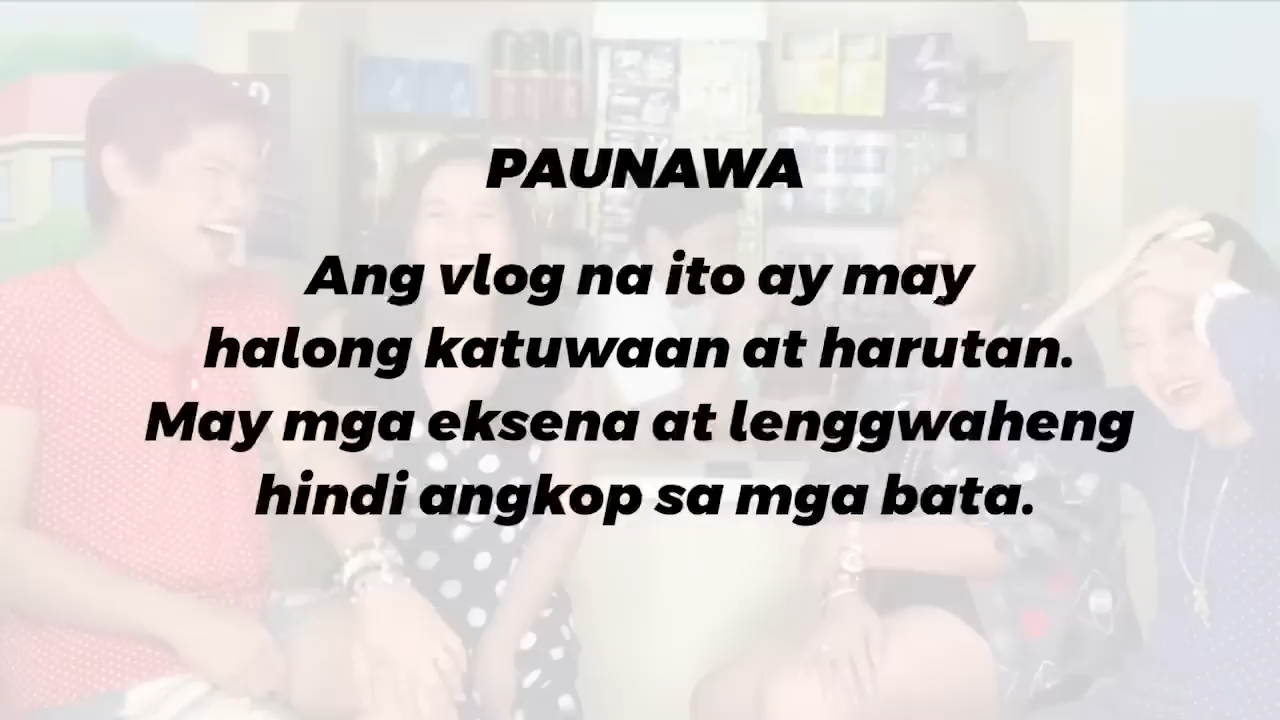 PAUNAWA
Ang vlog na ito ay may
halong katuwaan at harutan.
May mga eksena at lenggwaheng
hindi angkop sa mga bata.